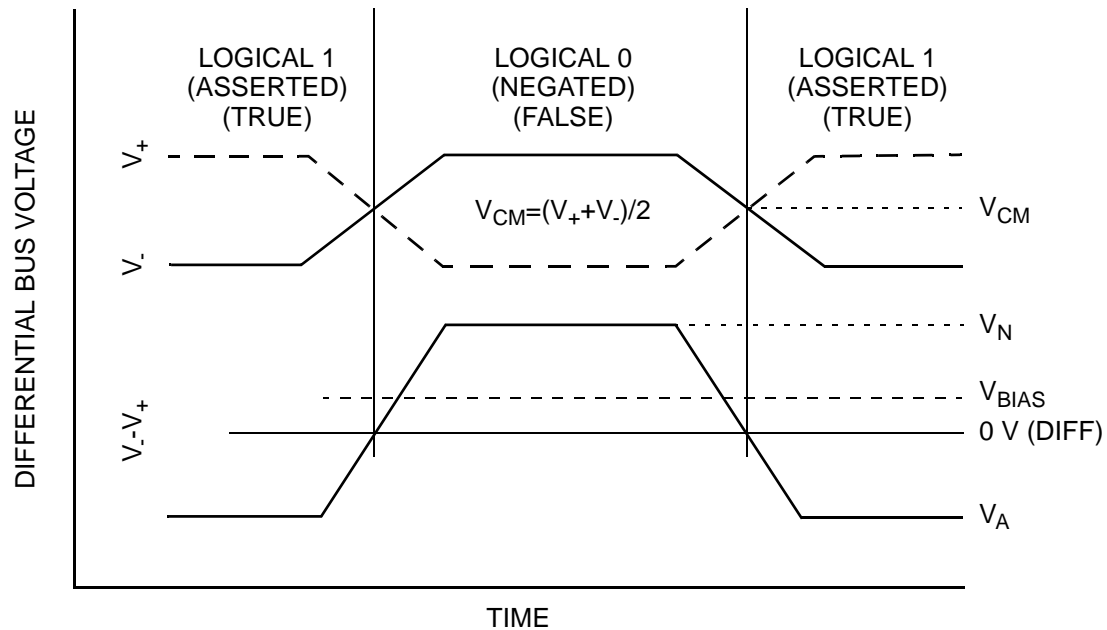 LOGICAL 1
(ASSERTED)
(TRUE)
LOGICAL 0
(NEGATED)
(FALSE)
LOGICAL 1
(ASSERTED)
(TRUE)
DIFFERENTIAL BUS VOLTAGE
V+
V-
V--V+
VCM=(V++V-)/2
VCM
VN
VBIAS
0 V (DIFF)
VA
TIME